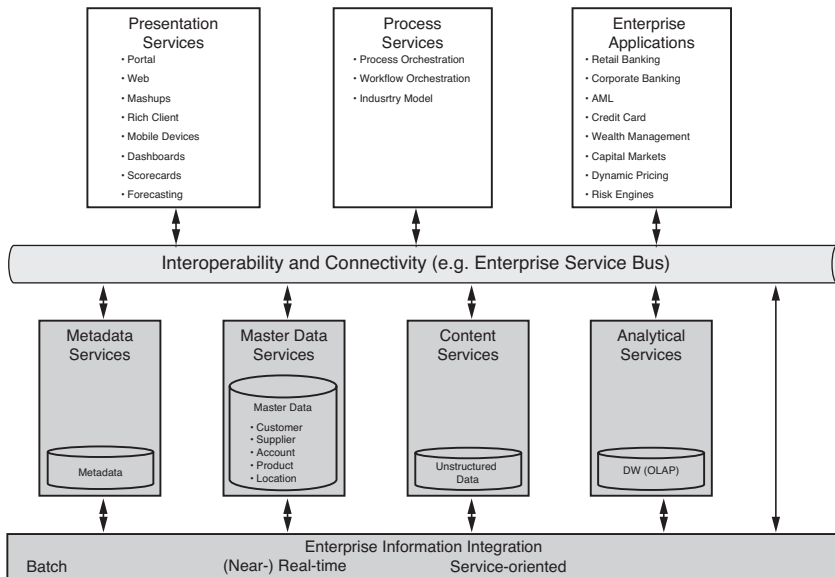 Presentation
Services
• Portal
• Web
• Mashups
• Rich Client
• Mobile Devices
• Dashboards
• Scorecards
• Forecasting
Process
Services
• Process Orchestration
• Workflow Orchestration
• Indusrtry Model
Enterprise
Applications
• Retail Banking
• Corporate Banking
• AML
• Credit Card
• Wealth Management
• Capital Markets
• Dynamic Pricing
• Risk Engines
Interoperability and Connectivity (e.g. Enterprise Service Bus)
Metadata
Services
Metadata
Master Data
Services
Master Data
• Customer
• Supplier
• Account
• Product
• Location
Content
Services
Unstructured
Data
Analytical
Services
DW (OLAP)
Enterprise Information Integration
Batch
(Near-) Real-time
Service-oriented